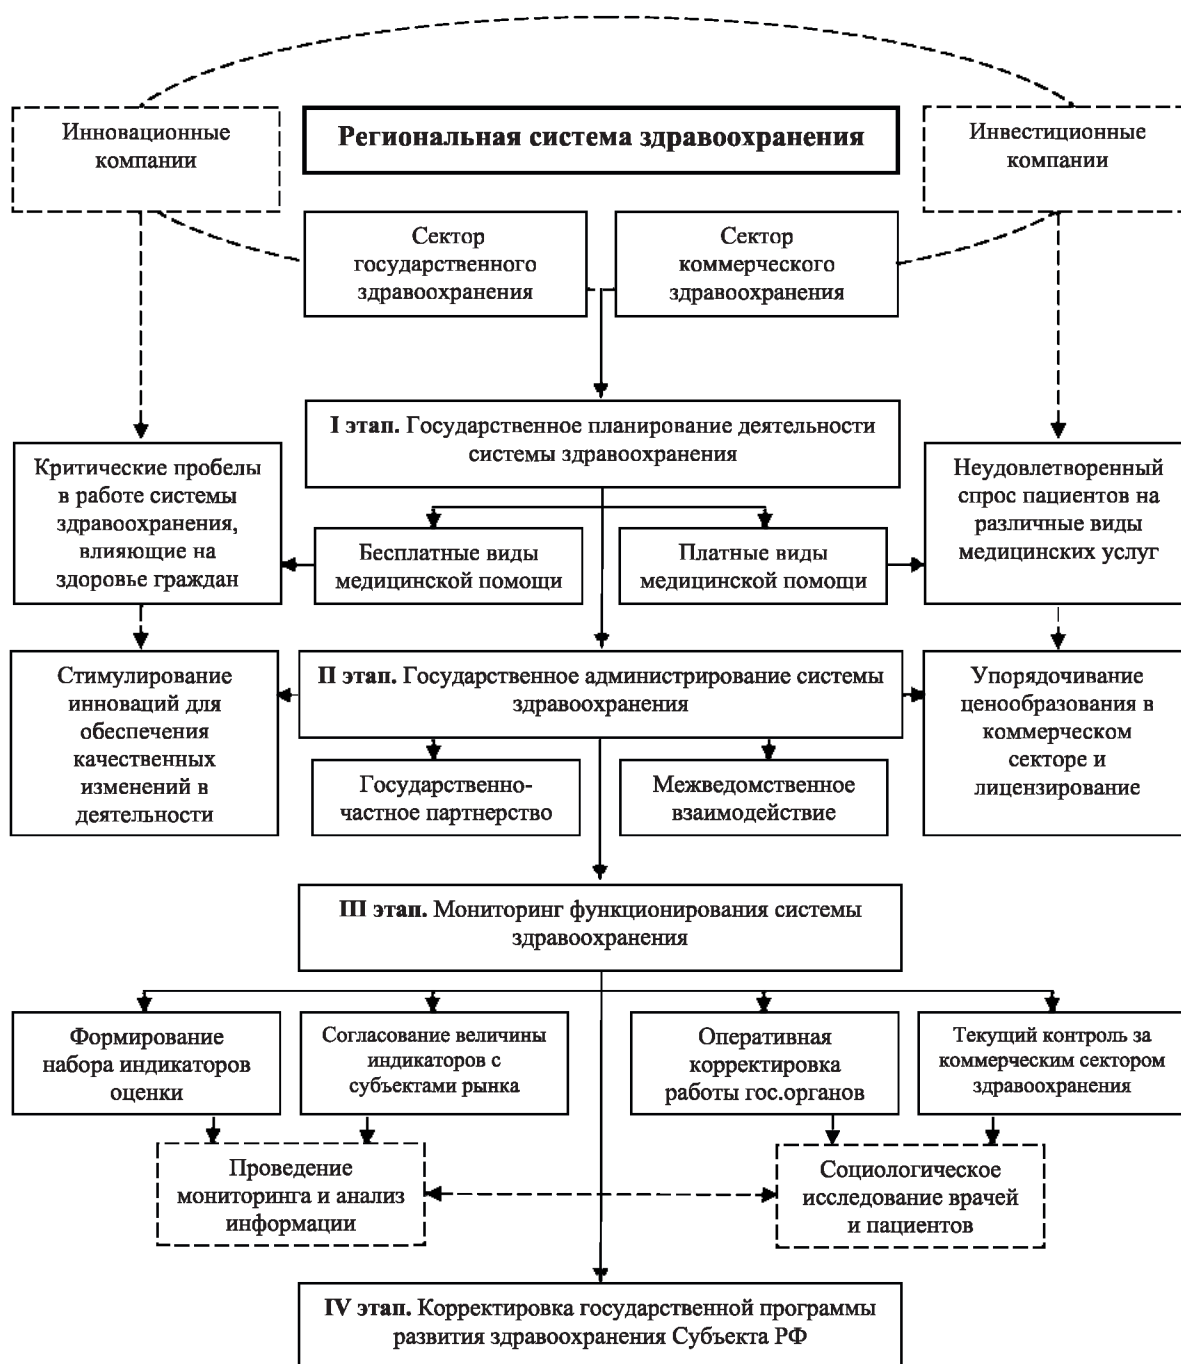 Инновационные
компании
Региональная система здравоохранения
Инвестиционные
компании
Сектор
государственного
здравоохранения
Сектор
коммерческого
здравоохранения
I этап. Государственное планирование деятельности
системы здравоохранения
Критические пробелы
в работе системы
здравоохранения,
влияющие на
здоровье граждан
Бесплатные виды
медицинской помощи
Платные виды
медицинской помощи
Неудовлетворенный
спрос пациентов на
различные виды
медицинских услуг
Стимулирование
инноваций для
обеспечения
качественных
изменений в
деятельности
II этап. Государственное администрирование системы
здравоохранения
Упорядочивание
ценообразования в
коммерческом
секторе и
лицензирование
Государственно-
частное партнерство
Межведомственное
взаимодействие
III этап. Мониторинг функционирования системы
здравоохранения
Формирование
набора индикаторов
оценки
Согласование величины
индикаторов с
субъектами рынка
Оперативная
корректировка
работы гос.органов
Текущий контроль за
коммерческим сектором
здравоохранения
Проведение
мониторинга и анализ
информации
Социологическое
исследование врачей
и пациентов
IV этап. Корректировка государственной программы
развития здравоохранения Субъекта РФ